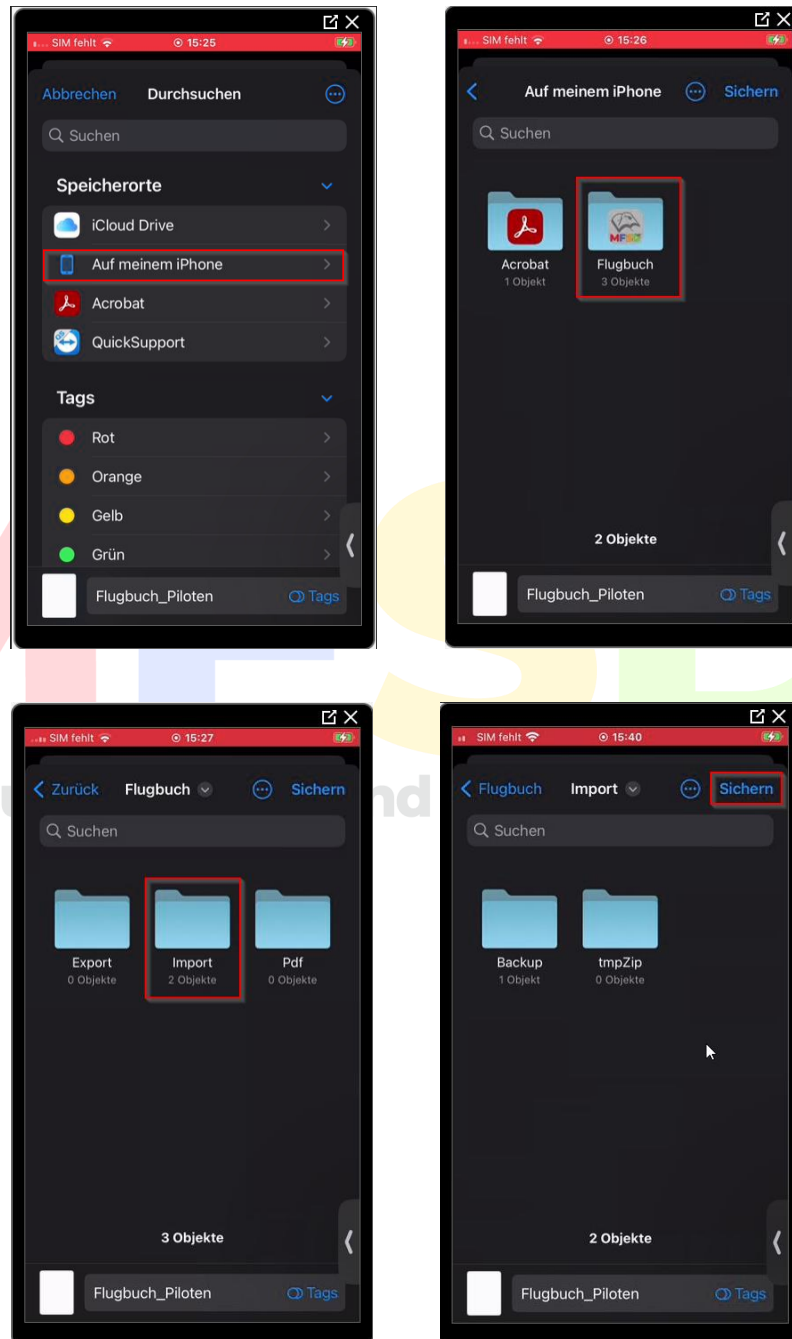 SIM fehlt 15:25
Abbrechen Durchsuchen
Suchen
Speicherorte
iCloud Drive
Auf meinem iPhone
Acrobat
QuickSupport
Tags
Rot
Orange
Gelb
Grün
Flugbuch_Piloten Tags
SIM fehlt 15:26
Auf meinem iPhone Sichern
Suchen
MFSD
Acrobat Flugbuch
1 Objekt 3 Objekte
2 Objekte
Flugbuch_Piloten Tags
SIM fehlt 15:27
Zurück Flugbuch Sichern
Suchen
Export Import Pdf
0 Objekte 2 Objekte 0 Objekte
3 Objekte
Flugbuch_Piloten Tags
SIM fehlt 15:40
Flugbuch Import Sichern
Suchen
Backup tmpZip
1 Objekt 0 Objekte
2 Objekte
Flugbuch_Piloten Tags